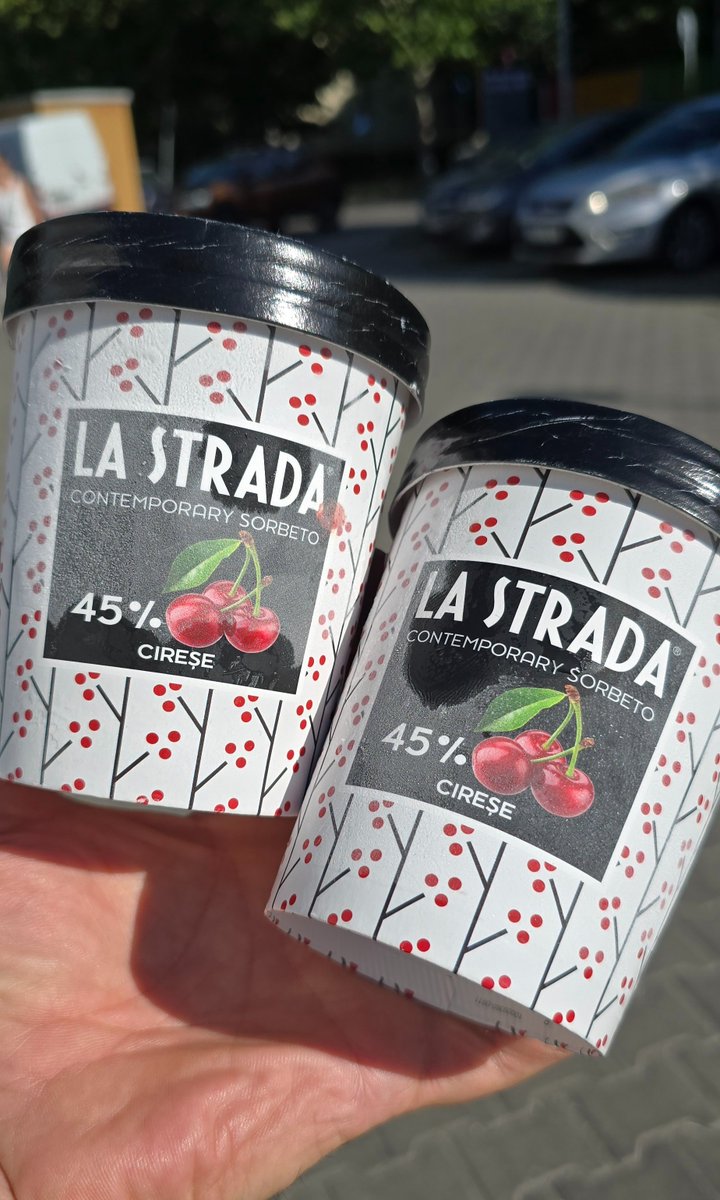 LA STRADA®
CONTEMPORARY SORBETO
45%
CIREȘE
LA STRADA®
CONTEMPORARY SORBETO
45%
CIREȘE